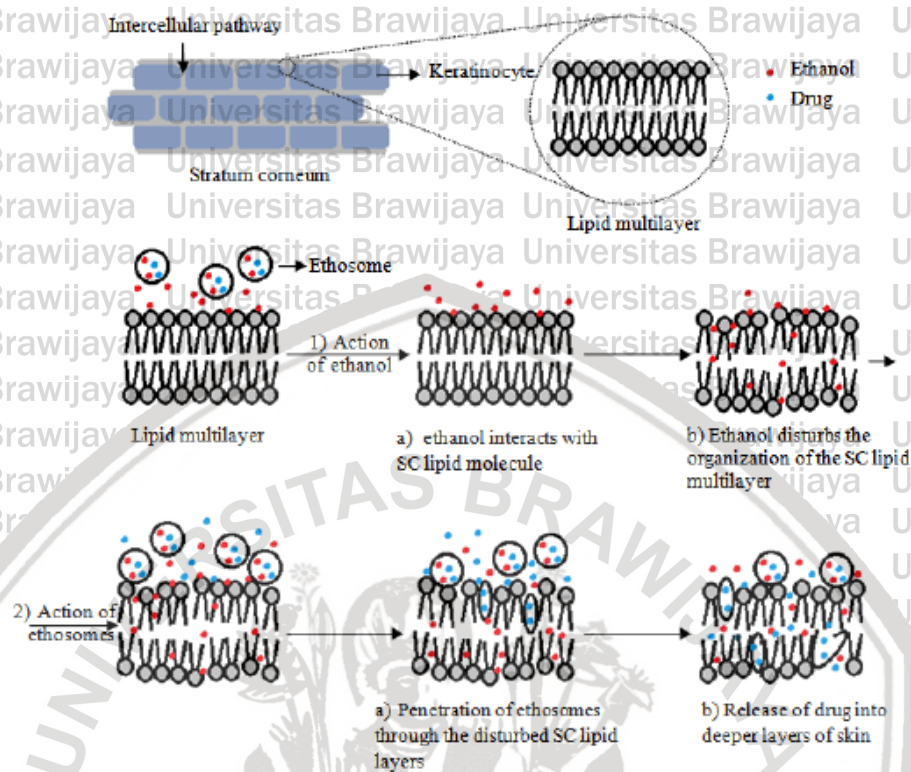 Intercellular pathway
Keratinocyte
Ethanol
Drug
Stratum corneum
Lipid multilayer
Ethosome
1) Action
of ethanol
Lipid multilayer
a) ethanol interacts with
SC lipid molecule
b) Ethanol disturbs the
organization of the SC lipid
multilayer
2) Action of
ethosomes
a) Penetration of ethosomes
through the disturbed SC lipid
layers
b) Release of drug into
deeper layers of skin
Universitas Brawijaya
UNIVERSITAS BRAWIJAYA